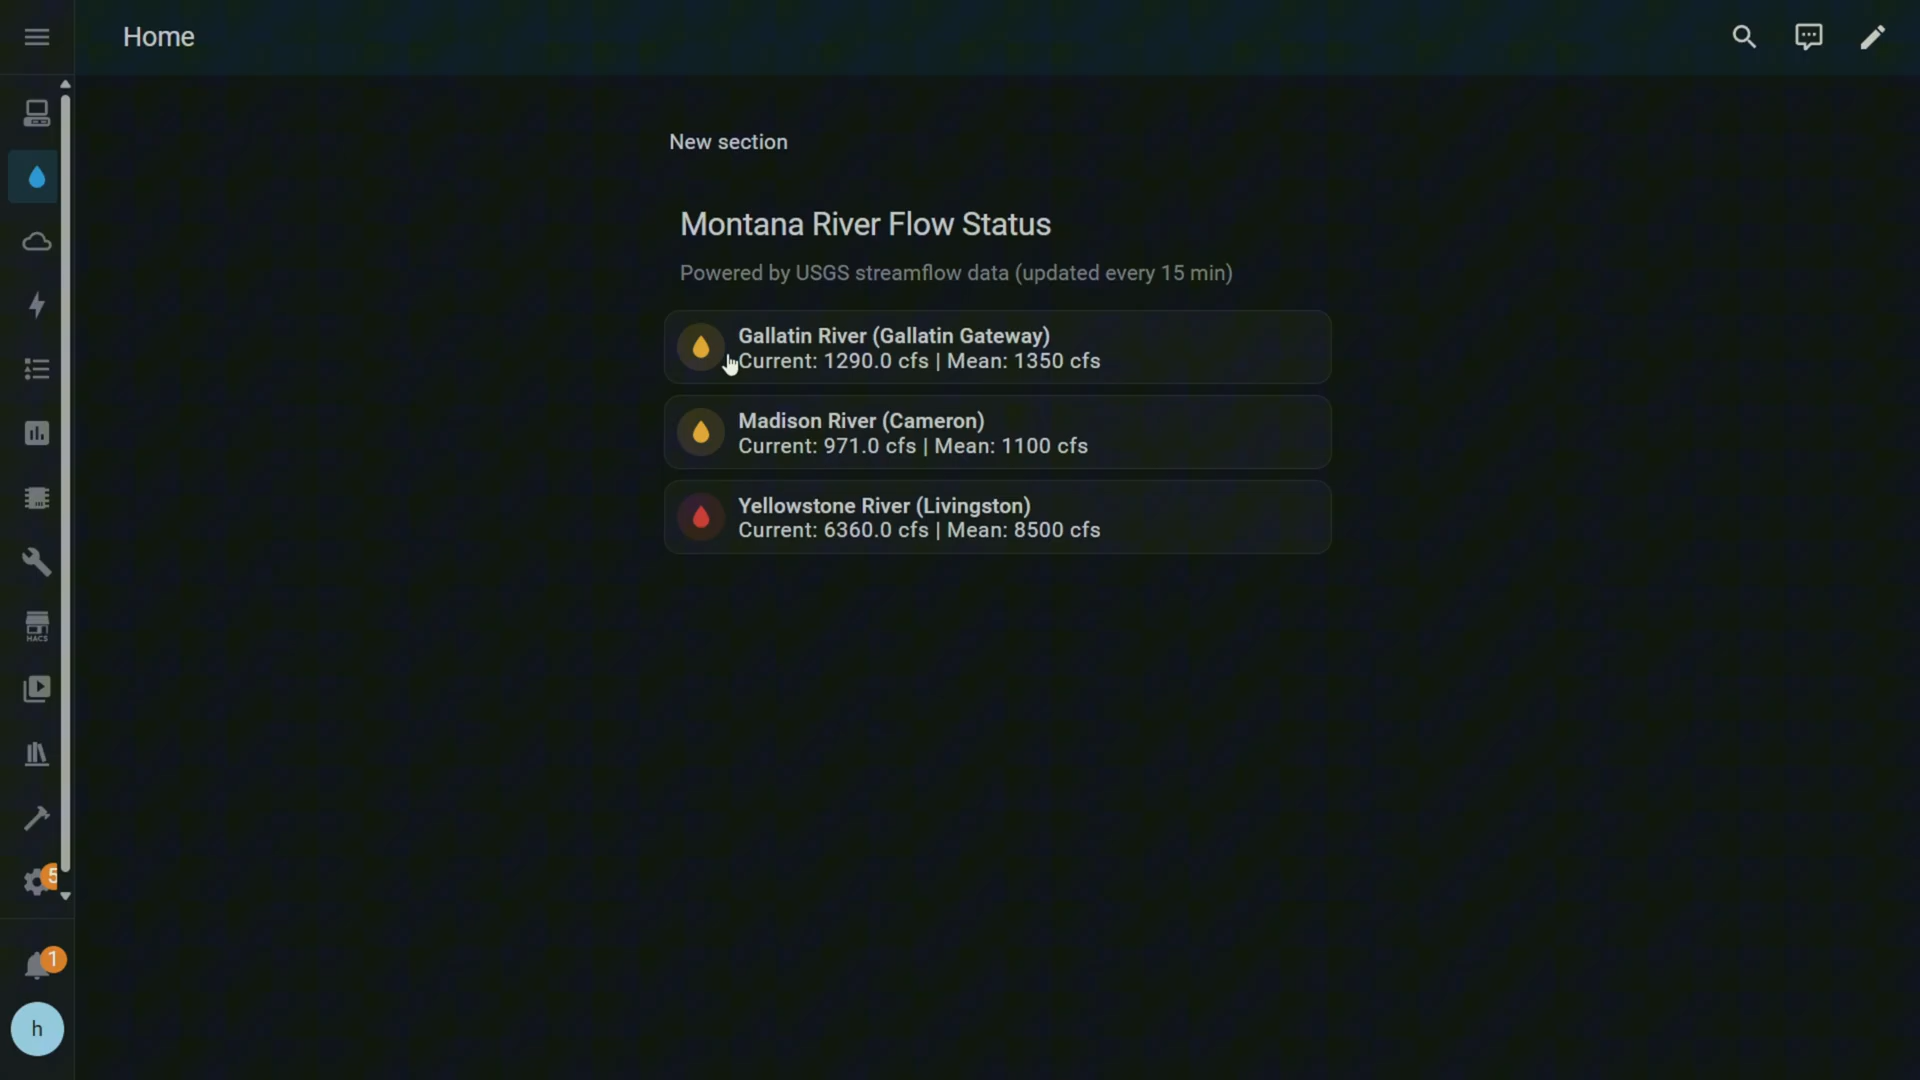 Home
New section
Montana River Flow Status
Powered by USGS streamflow data (updated every 15 min)
Gallatin River (Gallatin Gateway)
Current: 1290.0 cfs | Mean: 1350 cfs
Madison River (Cameron)
Current: 971.0 cfs | Mean: 1100 cfs
Yellowstone River (Livingston)
Current: 6360.0 cfs | Mean: 8500 cfs
HACS
5
1
h